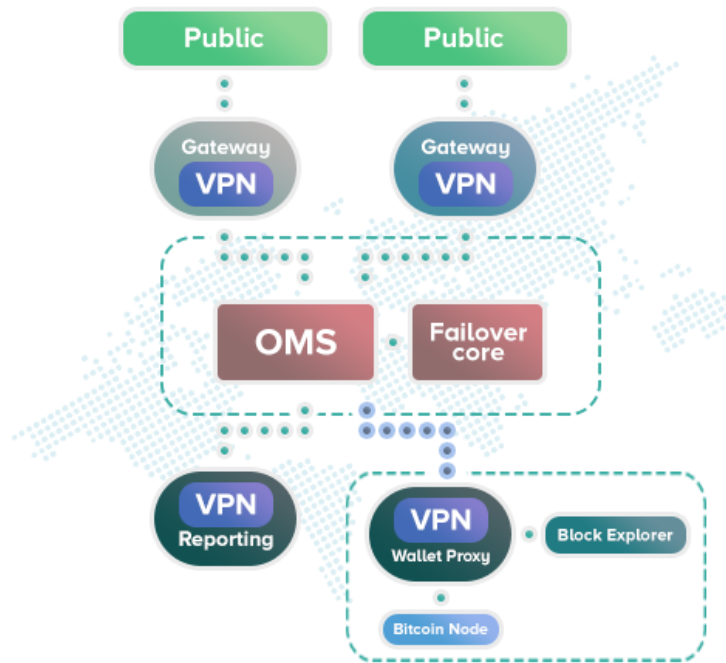 Public
Public
Gateway
VPN
Gateway
VPN
OMS
Failover
core
VPN
Reporting
VPN
Wallet Proxy
Block Explorer
Bitcoin Node